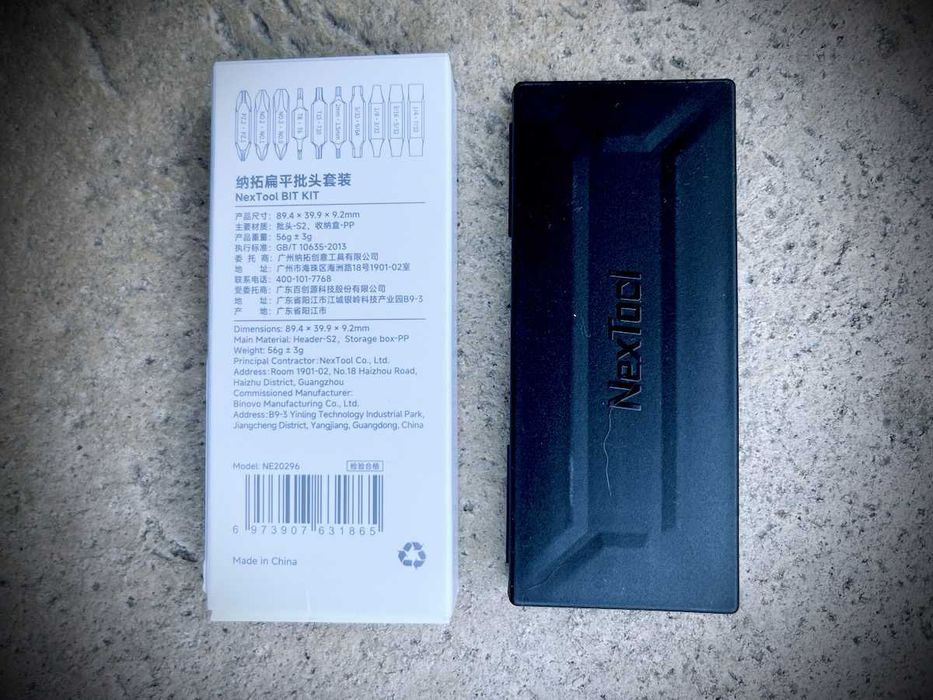 纳拓扁平批头套装
NexTool BIT KIT
产品尺寸: 89.4 × 39.9 × 9.2mm
主要材质: 批头-S2, 收纳盒-PP
产品重量: 56g ± 3g
执行标准: GB/T 10635-2013
委 托 商: 广州纳拓创意工具有限公司
地 址: 广州市海珠区海洲路18号1901-02室
联系电话: 400-101-7768
受委托商: 广东百创源科技股份有限公司
地 址: 广东省阳江市江城银岭科技产业园B9-3
产 地: 广东省阳江市
Dimensions: 89.4 × 39.9 × 9.2mm
Main Material: Header-S2, Storage box-PP
Weight: 56g ± 3g
Principal Contractor: NexTool Co., Ltd.
Address: Room 1901-02, No.18 Haizhou Road,
Haizhu District, Guangzhou
Commissioned Manufacturer:
Binovo Manufacturing Co., Ltd.
Address: B9-3 Yinling Technology Industrial Park,
Jiangcheng District, Yangjiang, Guangdong, China
Model: NE20296
检验合格
6 973907 631865
Made in China
NexTool